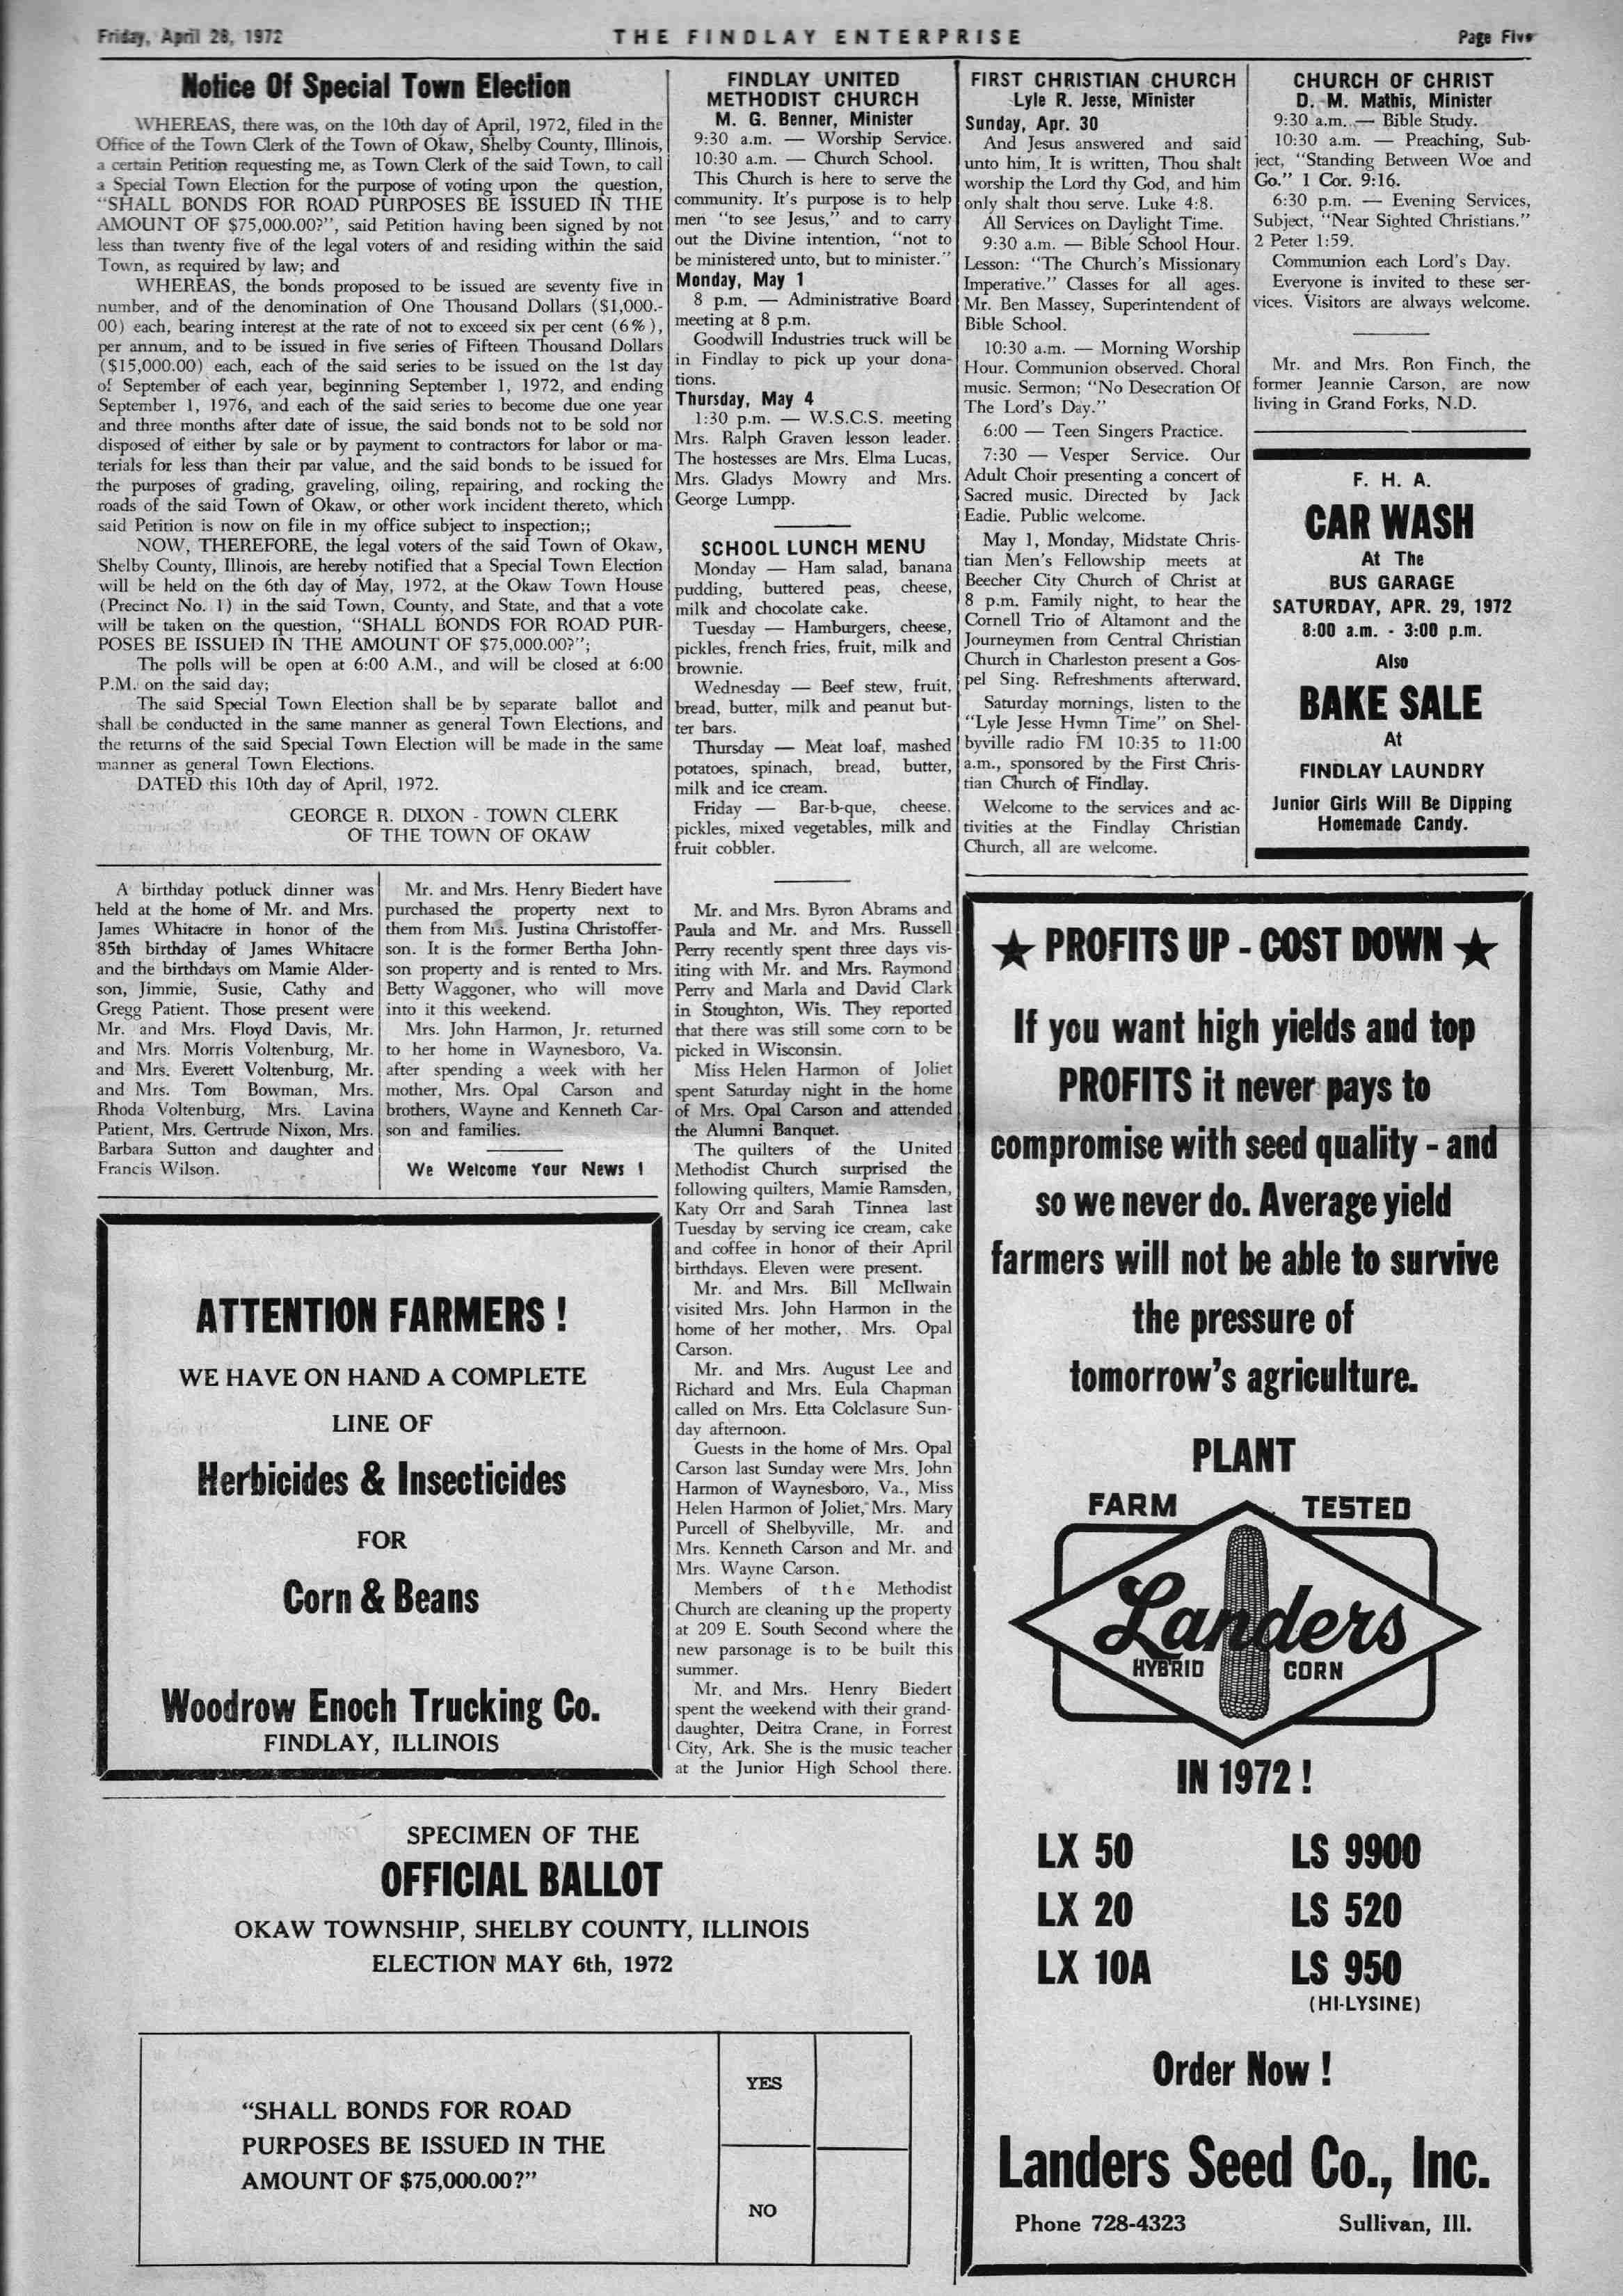 Friday, April 28, 1972
THE FINDLAY ENTERPRISE
Page Five
Notice Of Special Town Election
WHEREAS, there was, on the 10th day of April, 1972, filed in the
Office of the Town Clerk of the Town of Okaw, Shelby County, Illinois,
a certain Petition requesting me, as Town Clerk of the said Town, to call
a Special Town Election for the purpose of voting upon the question,
"SHALL BONDS FOR ROAD PURPOSES BE ISSUED IN THE
AMOUNT OF $75,000.00?", said Petition having been signed by not
less than twenty five of the legal voters of and residing within the said
Town, as required by law; and
WHEREAS, the bonds proposed to be issued are seventy five in
number, and of the denomination of One Thousand Dollars ($1,000.-
00) each, bearing interest at the rate of not to exceed six per cent (6%),
per annum, and to be issued in five series of Fifteen Thousand Dollars
($15,000.00) each, each of the said series to be issued on the 1st day
of September of each year, beginning September 1, 1972, and ending
September 1, 1976, and each of the said series to become due one year
and three months after date of issue, the said bonds not to be sold nor
disposed of either by sale or by payment to contractors for labor or ma-
terials for less than their par value, and the said bonds to be issued for
the purposes of grading, graveling, oiling, repairing, and rocking the
roads of the said Town of Okaw, or other work incident thereto, which
said Petition is now on file in my office subject to inspection;;
NOW, THEREFORE, the legal voters of the said Town of Okaw,
Shelby County, Illinois, are hereby notified that a Special Town Election
will be held on the 6th day of May, 1972, at the Okaw Town House
(Precinct No. 1) in the said Town, County, and State, and that a vote
will be taken on the question, "SHALL BONDS FOR ROAD PUR-
POSES BE ISSUED IN THE AMOUNT OF $75,000.00?";
The polls will be open at 6:00 A.M., and will be closed at 6:00
P.M. on the said day;
The said Special Town Election shall be by separate ballot and
shall be conducted in the same manner as general Town Elections, and
the returns of the said Special Town Election will be made in the same
manner as general Town Elections.
DATED this 10th day of April, 1972.
GEORGE R. DIXON - TOWN CLERK
OF THE TOWN OF OKAW
A birthday potluck dinner was
held at the home of Mr. and Mrs.
James Whitacre in honor of the
85th birthday of James Whitacre
and the birthdays om Mamie Alder-
son, Jimmie, Susie, Cathy and
Gregg Patient. Those present were
Mr. and Mrs. Floyd Davis, Mr.
and Mrs. Morris Voltenburg, Mr.
and Mrs. Everett Voltenburg, Mr.
and Mrs. Tom Bowman, Mrs.
Rhoda Voltenburg, Mrs. Lavina
Patient, Mrs. Gertrude Nixon, Mrs.
Barbara Sutton and daughter and
Francis Wilson.
Mr. and Mrs. Henry Biedert have
purchased the property next to
them from Mrs. Justina Christoffer-
son. It is the former Bertha John-
son property and is rented to Mrs.
Betty Waggoner, who will move
into it this weekend.
Mrs. John Harmon, Jr. returned
to her home in Waynesboro, Va.
after spending a week with her
mother, Mrs. Opal Carson and
brothers, Wayne and Kenneth Car-
son and families.
We Welcome Your News !
ATTENTION FARMERS !
WE HAVE ON HAND A COMPLETE
LINE OF
Herbicides & Insecticides
FOR
Corn & Beans
Woodrow Enoch Trucking Co.
FINDLAY, ILLINOIS
FINDLAY UNITED
METHODIST CHURCH
M. G. Benner, Minister
9:30 a.m. — Worship Service.
10:30 a.m. — Church School.
This Church is here to serve the
community. It's purpose is to help
men "to see Jesus," and to carry
out the Divine intention, "not to
be ministered unto, but to minister."
Monday, May 1
8 p.m. — Administrative Board
meeting at 8 p.m.
Goodwill Industries truck will be
in Findlay to pick up your dona-
tions.
Thursday, May 4
1:30 p.m. — W.S.C.S. meeting
Mrs. Ralph Graven lesson leader.
The hostesses are Mrs. Elma Lucas,
Mrs. Gladys Mowry and Mrs.
George Lumpp.
SCHOOL LUNCH MENU
Monday — Ham salad, banana
pudding, buttered peas, cheese,
milk and chocolate cake.
Tuesday — Hamburgers, cheese,
pickles, french fries, fruit, milk and
brownie.
Wednesday — Beef stew, fruit,
bread, butter, milk and peanut but-
ter bars.
Thursday — Meat loaf, mashed
potatoes, spinach, bread, butter,
milk and ice cream.
Friday — Bar-b-que, cheese,
pickles, mixed vegetables, milk and
fruit cobbler.
Mr. and Mrs. Byron Abrams and
Paula and Mr. and Mrs. Russell
Perry recently spent three days vis-
iting with Mr. and Mrs. Raymond
Perry and Marla and David Clark
in Stoughton, Wis. They reported
that there was still some corn to be
picked in Wisconsin.
Miss Helen Harmon of Joliet
spent Saturday night in the home
of Mrs. Opal Carson and attended
the Alumni Banquet.
The quilters of the United
Methodist Church surprised the
following quilters, Mamie Ramsden,
Katy Orr and Sarah Tinnea last
Tuesday by serving ice cream, cake
and coffee in honor of their April
birthdays. Eleven were present.
Mr. and Mrs. Bill McIlwain
visited Mrs. John Harmon in the
home of her mother, Mrs. Opal
Carson.
Mr. and Mrs. August Lee and
Richard and Mrs. Eula Chapman
called on Mrs. Etta Colclasure Sun-
day afternoon.
Guests in the home of Mrs. Opal
Carson last Sunday were Mrs. John
Harmon of Waynesboro, Va., Miss
Helen Harmon of Joliet, Mrs. Mary
Purcell of Shelbyville, Mr. and
Mrs. Kenneth Carson and Mr. and
Mrs. Wayne Carson.
Members of the Methodist
Church are cleaning up the property
at 209 E. South Second where the
new parsonage is to be built this
summer.
Mr. and Mrs. Henry Biedert
spent the weekend with their grand-
daughter, Deitra Crane, in Forrest
City, Ark. She is the music teacher
at the Junior High School there.
FIRST CHRISTIAN CHURCH
Lyle R. Jesse, Minister
Sunday, Apr. 30
And Jesus answered and said
unto him, It is written, Thou shalt
worship the Lord thy God, and him
only shalt thou serve. Luke 4:8.
All Services on Daylight Time.
9:30 a.m. — Bible School Hour.
Lesson: "The Church's Missionary
Imperative." Classes for all ages.
Mr. Ben Massey, Superintendent of
Bible School.
10:30 a.m. — Morning Worship
Hour. Communion observed. Choral
music. Sermon; "No Desecration Of
The Lord's Day."
6:00 — Teen Singers Practice.
7:30 — Vesper Service. Our
Adult Choir presenting a concert of
Sacred music. Directed by Jack
Eadie. Public welcome.
May 1, Monday, Midstate Chris-
tian Men's Fellowship meets at
Beecher City Church of Christ at
8 p.m. Family night, to hear the
Cornell Trio of Altamont and the
Journeymen from Central Christian
Church in Charleston present a Gos-
pel Sing. Refreshments afterward.
Saturday mornings, listen to the
"Lyle Jesse Hymn Time" on Shel-
byville radio FM 10:35 to 11:00
a.m., sponsored by the First Chris-
tian Church of Findlay.
Welcome to the services and ac-
tivities at the Findlay Christian
Church, all are welcome.
CHURCH OF CHRIST
D. M. Mathis, Minister
9:30 a.m. — Bible Study.
10:30 a.m. — Preaching, Sub-
ject, "Standing Between Woe and
Go." 1 Cor. 9:16.
6:30 p.m. — Evening Services,
Subject, "Near Sighted Christians."
2 Peter 1:59.
Communion each Lord's Day.
Everyone is invited to these ser-
vices. Visitors are always welcome.
Mr. and Mrs. Ron Finch, the
former Jeannie Carson, are now
living in Grand Forks, N.D.
F. H. A.
CAR WASH
At The
BUS GARAGE
SATURDAY, APR. 29, 1972
8:00 a.m. - 3:00 p.m.
Also
BAKE SALE
At
FINDLAY LAUNDRY
Junior Girls Will Be Dipping
Homemade Candy.
★ PROFITS UP - COST DOWN ★
If you want high yields and top
PROFITS it never pays to
compromise with seed quality - and
so we never do. Average yield
farmers will not be able to survive
the pressure of
tomorrow's agriculture.
PLANT
FARM TESTED
Landers
HYBRID CORN
IN 1972 !
LX 50 LS 9900
LX 20 LS 520
LX 10A LS 950
(HI-LYSINE)
Order Now !
Landers Seed Co., Inc.
Phone 728-4323 Sullivan, Ill.
SPECIMEN OF THE
OFFICIAL BALLOT
OKAW TOWNSHIP, SHELBY COUNTY, ILLINOIS
ELECTION MAY 6th, 1972
"SHALL BONDS FOR ROAD
PURPOSES BE ISSUED IN THE
AMOUNT OF $75,000.00?"
YES
NO